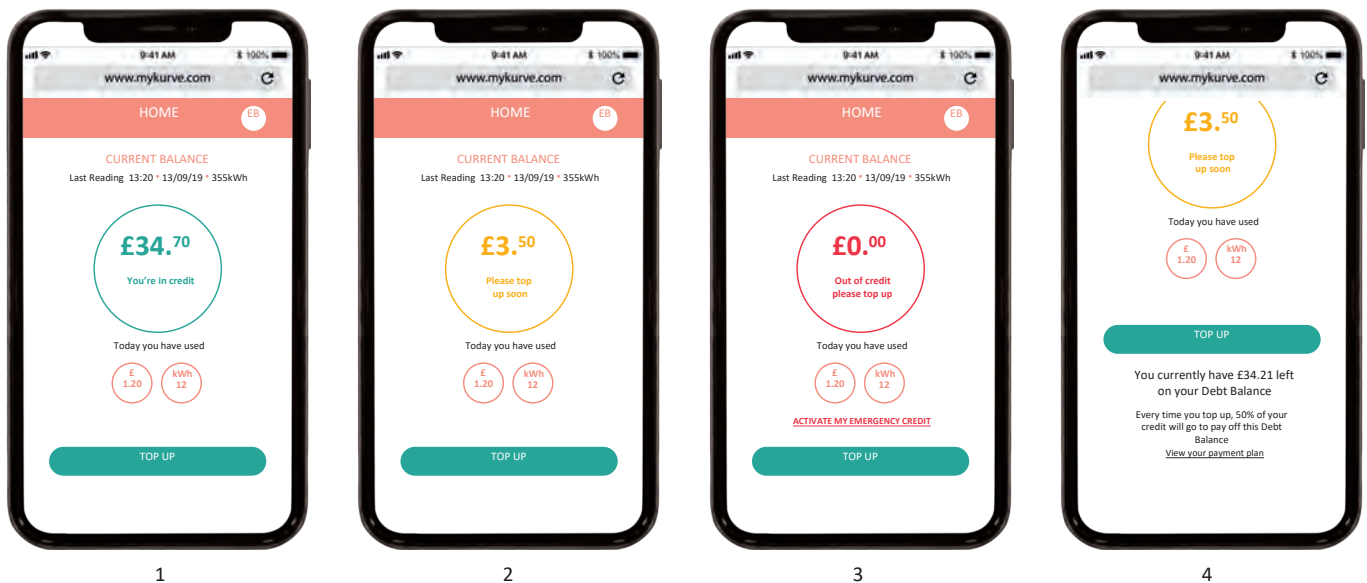 9:41 AM
100%
www.mykurve.com
HOME
EB
CURRENT BALANCE
Last Reading 13:20 * 13/09/19 * 355kWh
£34.70
You're in credit
Today you have used
£
1.20
kWh
12
TOP UP
1
9:41 AM
100%
www.mykurve.com
HOME
EB
CURRENT BALANCE
Last Reading 13:20 * 13/09/19 * 355kWh
£3.50
Please top
up soon
Today you have used
£
1.20
kWh
12
TOP UP
2
9:41 AM
100%
www.mykurve.com
HOME
EB
CURRENT BALANCE
Last Reading 13:20 * 13/09/19 * 355kWh
£0.00
Out of credit
please top up
Today you have used
£
1.20
kWh
12
ACTIVATE MY EMERGENCY CREDIT
TOP UP
3
9:41 AM
100%
www.mykurve.com
£3.50
Please top
up soon
Today you have used
£
1.20
kWh
12
TOP UP
You currently have £34.21 left
on your Debt Balance
Every time you top up, 50% of your
credit will go to pay off this Debt
Balance
View your payment plan
4